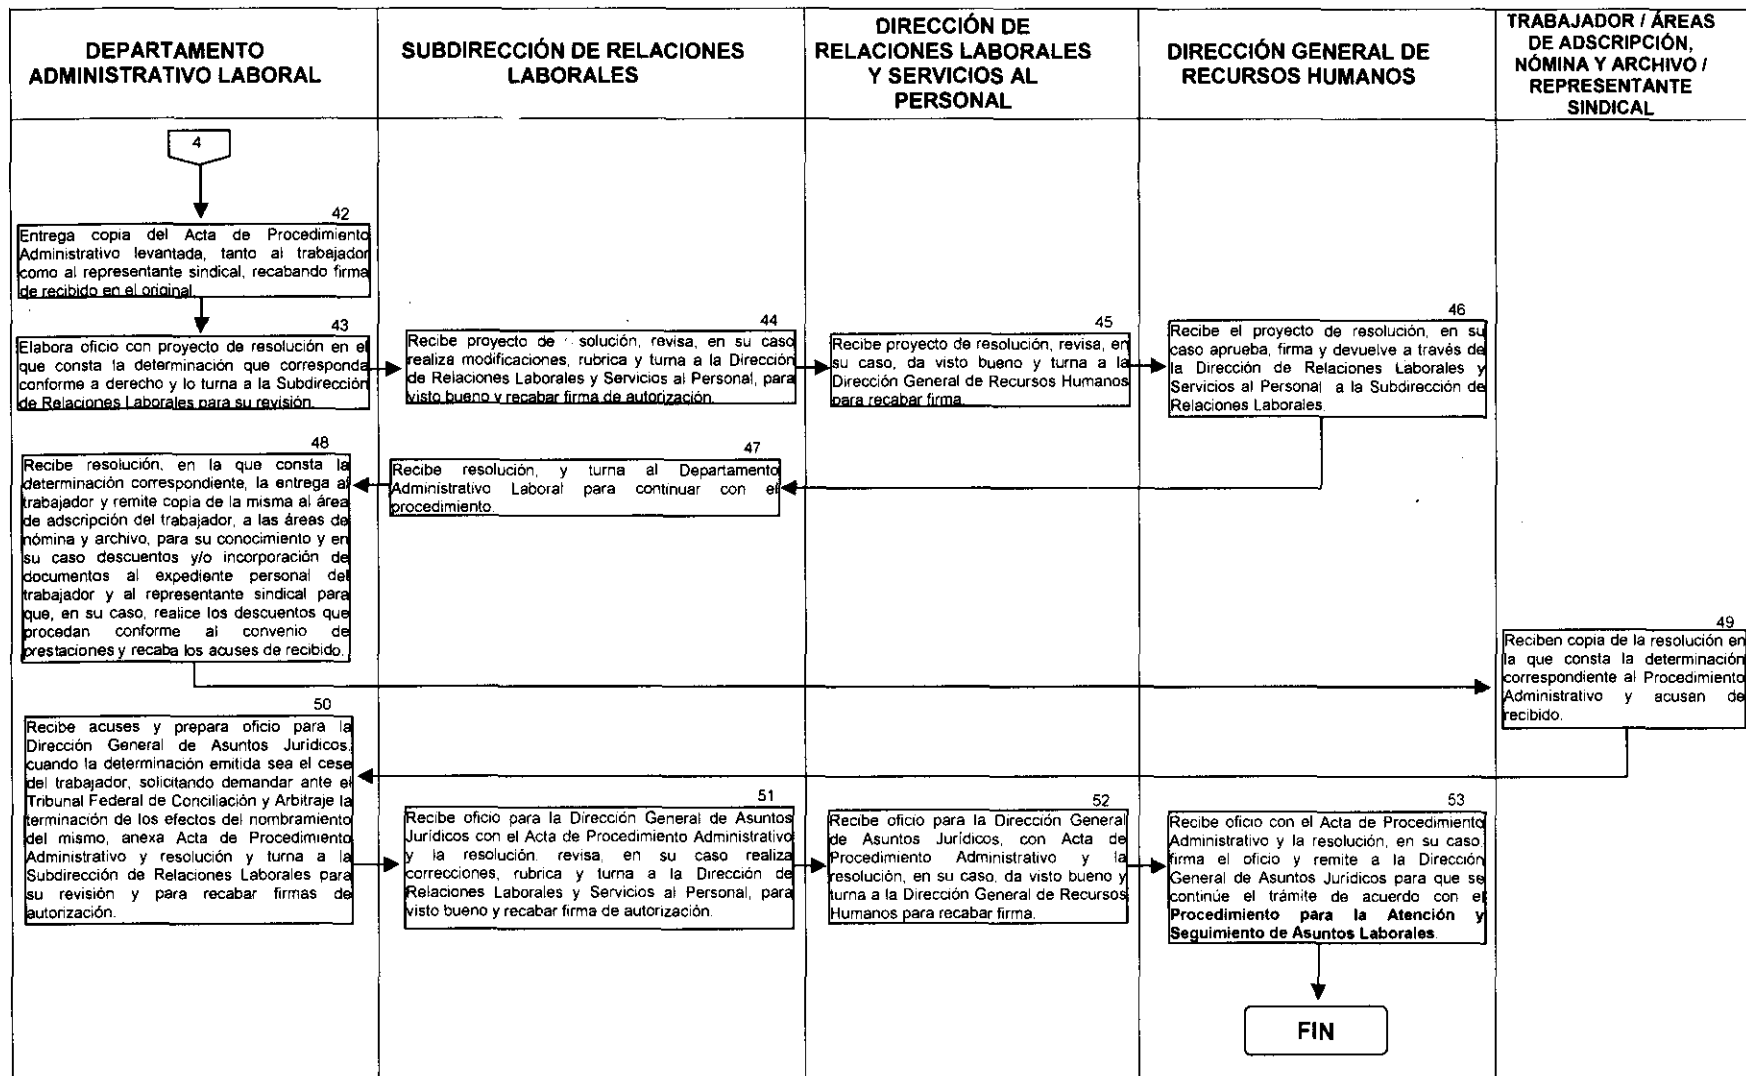 DEPARTAMENTO
ADMINISTRATIVO LABORAL
SUBDIRECCIÓN DE RELACIONES
LABORALES
DIRECCIÓN DE
RELACIONES LABORALES
Y SERVICIOS AL
PERSONAL
DIRECCIÓN GENERAL DE
RECURSOS HUMANOS
TRABAJADOR / ÁREAS
DE ADSCRIPCIÓN,
NÓMINA Y ARCHIVO /
REPRESENTANTE
SINDICAL
4
42
Entrega copia del Acta de Procedimiento
Administrativo levantada, tanto al trabajador
como al representante sindical, recabando firma
de recibido en el original.
43
Elabora oficio con proyecto de resolución en el
que consta la determinación que corresponda
conforme a derecho y lo turna a la Subdirección
de Relaciones Laborales para su revisión.
44
Recibe proyecto de solución, revisa, en su caso
realiza modificaciones, rubrica y turna a la Dirección
de Relaciones Laborales y Servicios al Personal, para
visto bueno y recabar firma de autorización.
45
Recibe proyecto de resolución, revisa, en
su caso, da visto bueno y turna a la
Dirección General de Recursos Humanos
para recabar firma.
46
Recibe el proyecto de resolución, en su
caso aprueba, firma y devuelve a través de
la Dirección de Relaciones Laborales y
Servicios al Personal a la Subdirección de
Relaciones Laborales.
47
Recibe resolución, y turna al Departamento
Administrativo Laboral para continuar con el
procedimiento.
48
Recibe resolución, en la que consta la
determinación correspondiente, la entrega al
trabajador y remite copia de la misma al área
de adscripción del trabajador, a las áreas de
nómina y archivo, para su conocimiento y en
su caso descuentos y/o incorporación de
documentos al expediente personal del
trabajador y al representante sindical para
que, en su caso, realice los descuentos que
procedan conforme al convenio de
prestaciones y recaba los acuses de recibido.
49
Reciben copia de la resolución en
la que consta la determinación
correspondiente al Procedimiento
Administrativo y acusan de
recibido.
50
Recibe acuses y prepara oficio para la
Dirección General de Asuntos Jurídicos,
cuando la determinación emitida sea el cese
del trabajador, solicitando demandar ante el
Tribunal Federal de Conciliación y Arbitraje la
terminación de los efectos del nombramiento
del mismo, anexa Acta de Procedimiento
Administrativo y resolución y turna a la
Subdirección de Relaciones Laborales para
su revisión y para recabar firmas de
autorización.
51
Recibe oficio para la Dirección General de Asuntos
Jurídicos con el Acta de Procedimiento Administrativo
y la resolución. revisa, en su caso realiza
correcciones, rubrica y turna a la Dirección de
Relaciones Laborales y Servicios al Personal, para
visto bueno y recabar firma de autorización.
52
Recibe oficio para la Dirección General
de Asuntos Jurídicos, con Acta de
Procedimiento Administrativo y la
resolución, en su caso, da visto bueno y
turna a la Dirección General de Recursos
Humanos para recabar firma.
53
Recibe oficio con el Acta de Procedimiento
Administrativo y la resolución, en su caso,
firma el oficio y remite a la Dirección
General de Asuntos Jurídicos para que se
continúe el trámite de acuerdo con el
Procedimiento para la Atención y
Seguimiento de Asuntos Laborales.
FIN